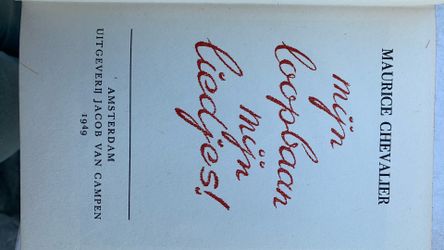 MAURICE CHEVALIER
mijn
loopbaan
mijn
liedjes!
AMSTERDAM
UITGEVERIJ JACOB VAN CAMPEN
1949